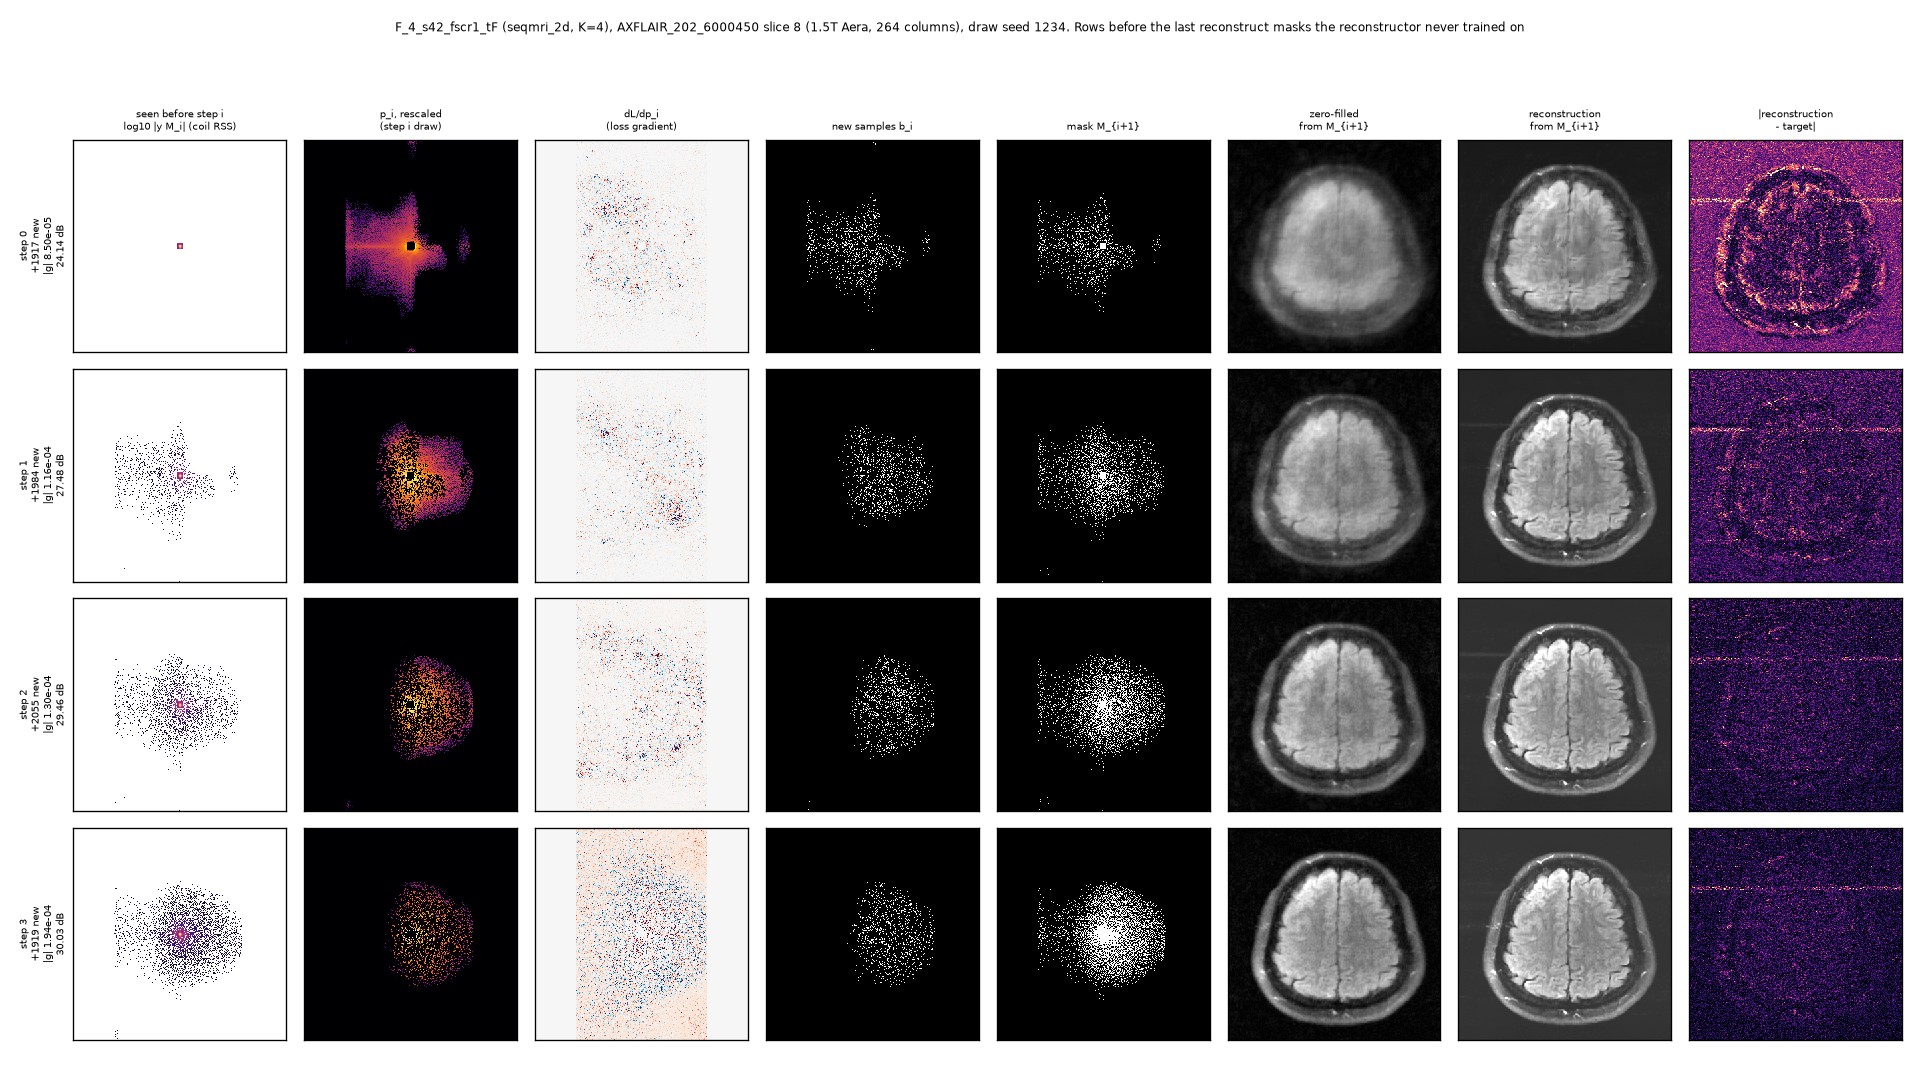 F_4_s42_fscr1_tF (seqmri_2d, K=4), AXFLAIR_202_6000450 slice 8 (1.5T Aera, 264 columns), draw seed 1234. Rows before the last reconstruct masks the reconstructor never trained on
seen before step i
log10 |y M_i| (coil RSS)
p_i, rescaled
(step i draw)
dL/dp_i
(loss gradient)
new samples b_i
mask M_{i+1}
zero-filled
from M_{i+1}
reconstruction
from M_{i+1}
|reconstruction
- target|
step 0
+1917 new
|g| 8.50e-05
24.14 dB
step 1
+1984 new
|g| 1.16e-04
27.48 dB
step 2
+2055 new
|g| 1.30e-04
29.46 dB
step 3
+1919 new
|g| 1.94e-04
30.03 dB